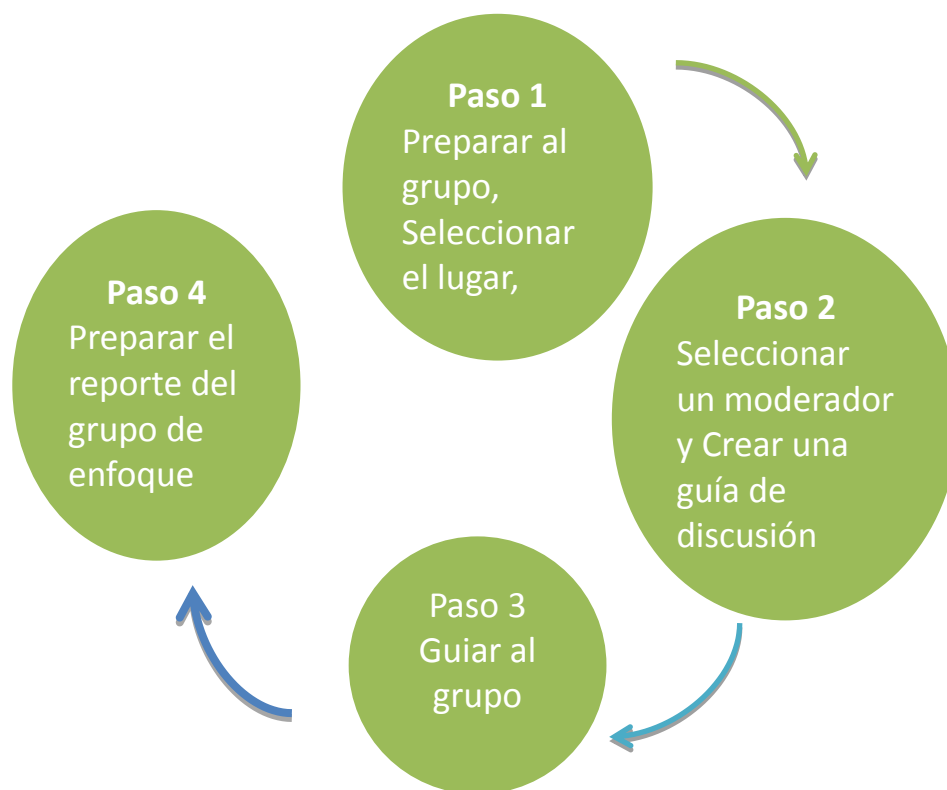 Paso 1
Preparar al
grupo,
Seleccionar
el lugar,
Paso 2
Seleccionar
un moderador
y Crear una
guía de
discusión
Paso 3
Guiar al
grupo
Paso 4
Preparar el
reporte del
grupo de
enfoque